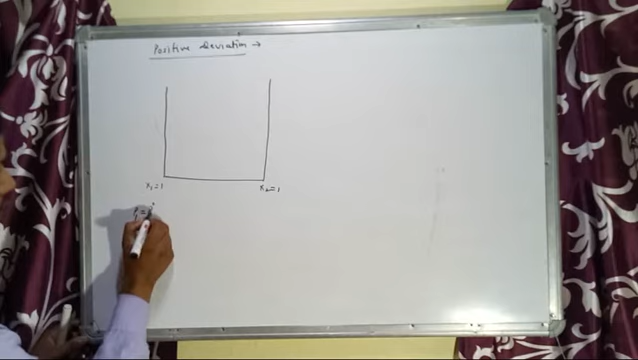 Positive Deviation →
x₁=1 x₂=1